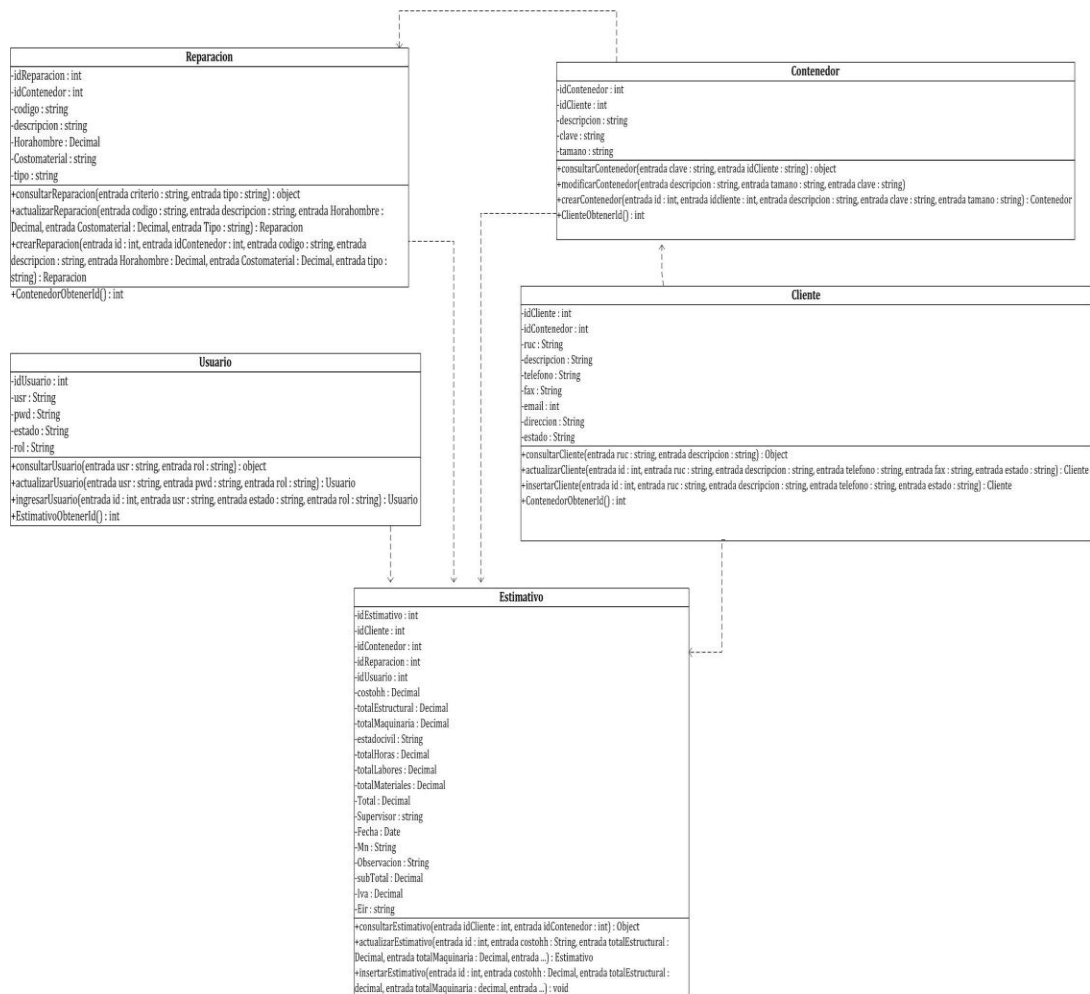 Reparacion
-idReparacion : int
-idContenedor : int
-codigo : string
-descripcion : string
-Horahombre : Decimal
-Costomaterial : string
-tipo : string
+consultarReparacion(entrada criterio : string, entrada tipo : string) : object
+actualizarReparacion(entrada codigo : string, entrada descripcion : string, entrada Horahombre :
Decimal, entrada Costomaterial : Decimal, entrada Tipo : string) : Reparacion
+crearReparacion(entrada id : int, entrada idContenedor : int, entrada codigo : string, entrada
descripcion : string, entrada Horahombre : Decimal, entrada Costomaterial : Decimal, entrada tipo :
string) : Reparacion
+ContenedorObtenerId() : int
Contenedor
-idContenedor : int
-idCliente : int
-descripcion : string
-clave : string
-tamano : string
+consultarContenedor(entrada clave : string, entrada idCliente : string) : object
+modificarContenedor(entrada descripcion : string, entrada tamano : string, entrada clave : string)
+crearContenedor(entrada id : int, entrada idcliente : int, entrada descripcion : string, entrada clave : string, entrada tamano : string) : Contenedor
+ClienteObtenerId() : int
Cliente
-idCliente : int
-idContenedor : int
-ruc : String
-descripcion : String
-telefono : String
-fax : String
-email : int
-direccion : String
-estado : String
+consultarCliente(entrada ruc : string, entrada descripcion : string) : Object
+actualizarCliente(entrada id : int, entrada ruc : string, entrada descripcion : string, entrada telefono : string, entrada fax : string, entrada estado : string) : Cliente
+insertarCliente(entrada id : int, entrada ruc : string, entrada descripcion : string, entrada telefono : string, entrada estado : string) : Cliente
+ContenedorObtenerId() : int
Usuario
-idUsuario : int
-usr : String
-pwd : String
-estado : String
-rol : String
+consultarUsuario(entrada usr : string, entrada rol : string) : object
+actualizarUsuario(entrada usr : string, entrada pwd : string, entrada rol : string) : Usuario
+ingresarUsuario(entrada id : int, entrada usr : string, entrada estado : string, entrada rol : string) : Usuario
+EstimativoObtenerId() : int
Estimativo
-idEstimativo : int
-idCliente : int
-idContenedor : int
-idReparacion : int
-idUsuario : int
-costohh : Decimal
-totalEstructural : Decimal
-totalMaquinaria : Decimal
-estadocivil : String
-totalHoras : Decimal
-totalLabores : Decimal
-totalMateriales : Decimal
-Total : Decimal
-Supervisor : string
-Fecha : Date
-Mn : String
-Observacion : String
-subTotal : Decimal
-Iva : Decimal
-Eir : string
+consultarEstimativo(entrada idCliente : int, entrada idContenedor : int) : Object
+actualizarEstimativo(entrada id : int, entrada costohh : String, entrada totalEstructural :
Decimal, entrada totalMaquinaria : Decimal, entrada ...) : Estimativo
+insertarEstimativo(entrada id : int, entrada costohh : Decimal, entrada totalEstructural :
decimal, entrada totalMaquinaria : decimal, entrada ...) : void